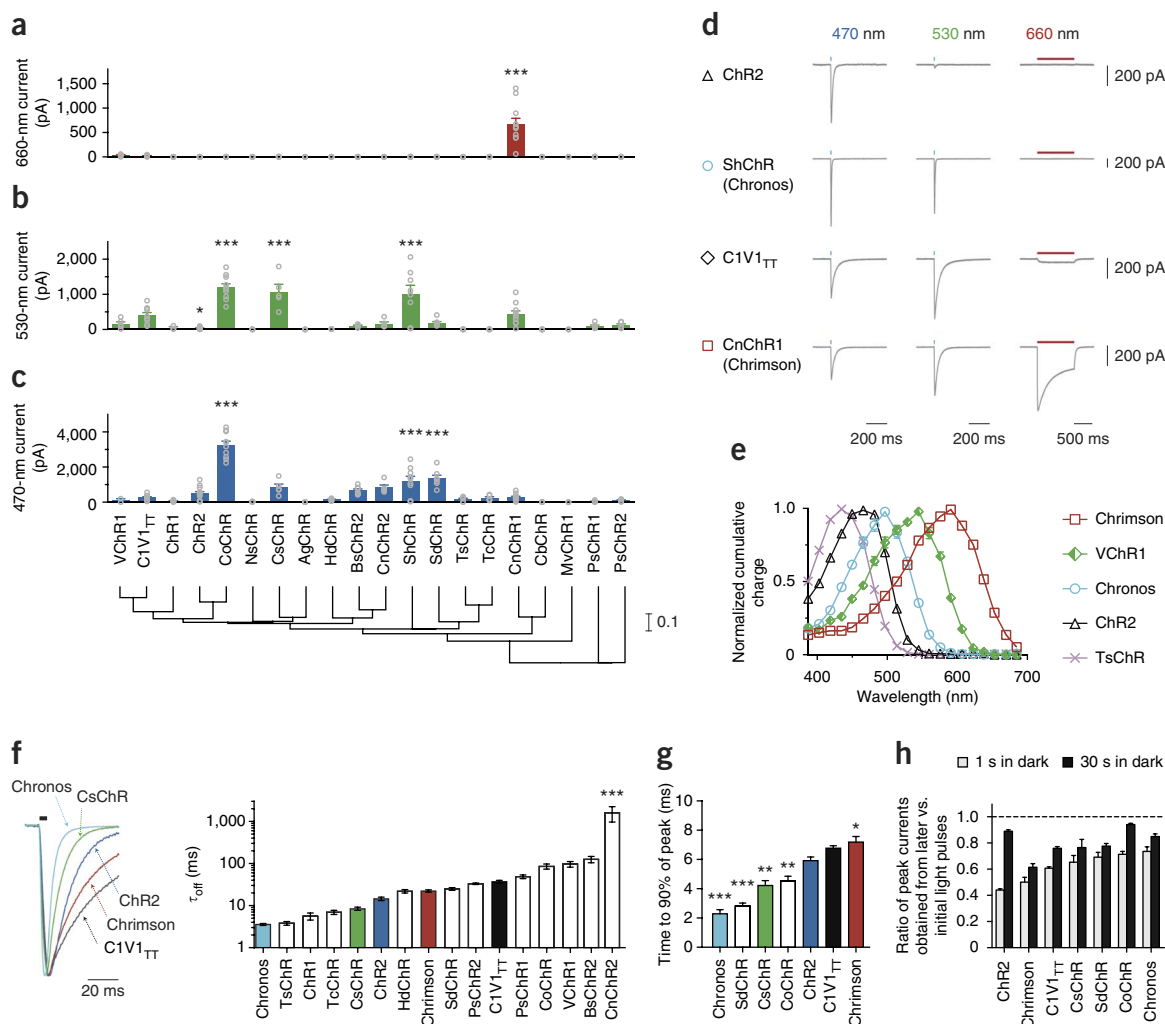 a
660-nm current
(pA)
1,500
1,000
500
0
***
b
530-nm current
(pA)
2,000
1,000
0
***
***
***
*
c
470-nm current
(pA)
4,000
2,000
0
***
*** ***
VChR1
C1V1TT
ChR1
ChR2
CoChR
NsChR
CsChR
AgChR
HdChR
BsChR2
CnChR2
ShChR
SdChR
TsChR
TcChR
CnChR1
CbChR
MvChR1
PsChR1
PsChR2
0.1
d
470 nm
530 nm
660 nm
ChR2
200 pA
ShChR
(Chronos)
200 pA
C1V1TT
200 pA
CnChR1
(Chrimson)
200 pA
200 ms
200 ms
500 ms
e
Normalized cumulative
charge
1.0
0.5
0
400
500
600
700
Wavelength (nm)
Chrimson
VChR1
Chronos
ChR2
TsChR
f
Chronos
CsChR
ChR2
Chrimson
C1V1TT
20 ms
τoff (ms)
1,000
100
10
1
***
Chronos
TsChR
ChR1
TcChR
CsChR
ChR2
HdChR
Chrimson
SdChR
PsChR2
C1V1TT
PsChR1
CoChR
VChR1
BsChR2
CnChR2
g
Time to 90% of peak (ms)
10
8
6
4
2
0
***
***
**
**
*
Chronos
SdChR
CsChR
CoChR
ChR2
C1V1TT
Chrimson
h
1 s in dark
30 s in dark
Ratio of peak currents
obtained from later vs.
initial light pulses
1.0
0.8
0.6
0.4
0.2
0
ChR2
Chrimson
C1V1TT
CsChR
SdChR
CoChR
Chronos